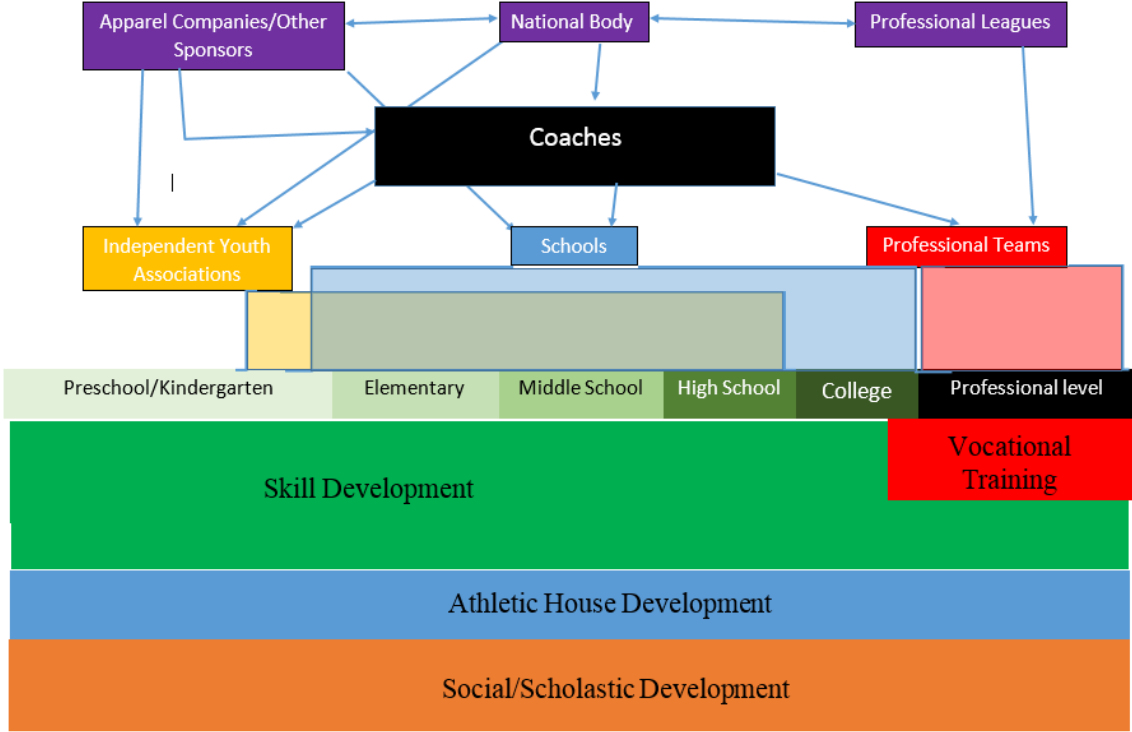 Apparel Companies/Other
Sponsors
National Body
Professional Leagues
Coaches
Independent Youth
Associations
Schools
Professional Teams
Preschool/Kindergarten
Elementary
Middle School
High School
College
Professional level
Vocational
Training
Skill Development
Athletic House Development
Social/Scholastic Development